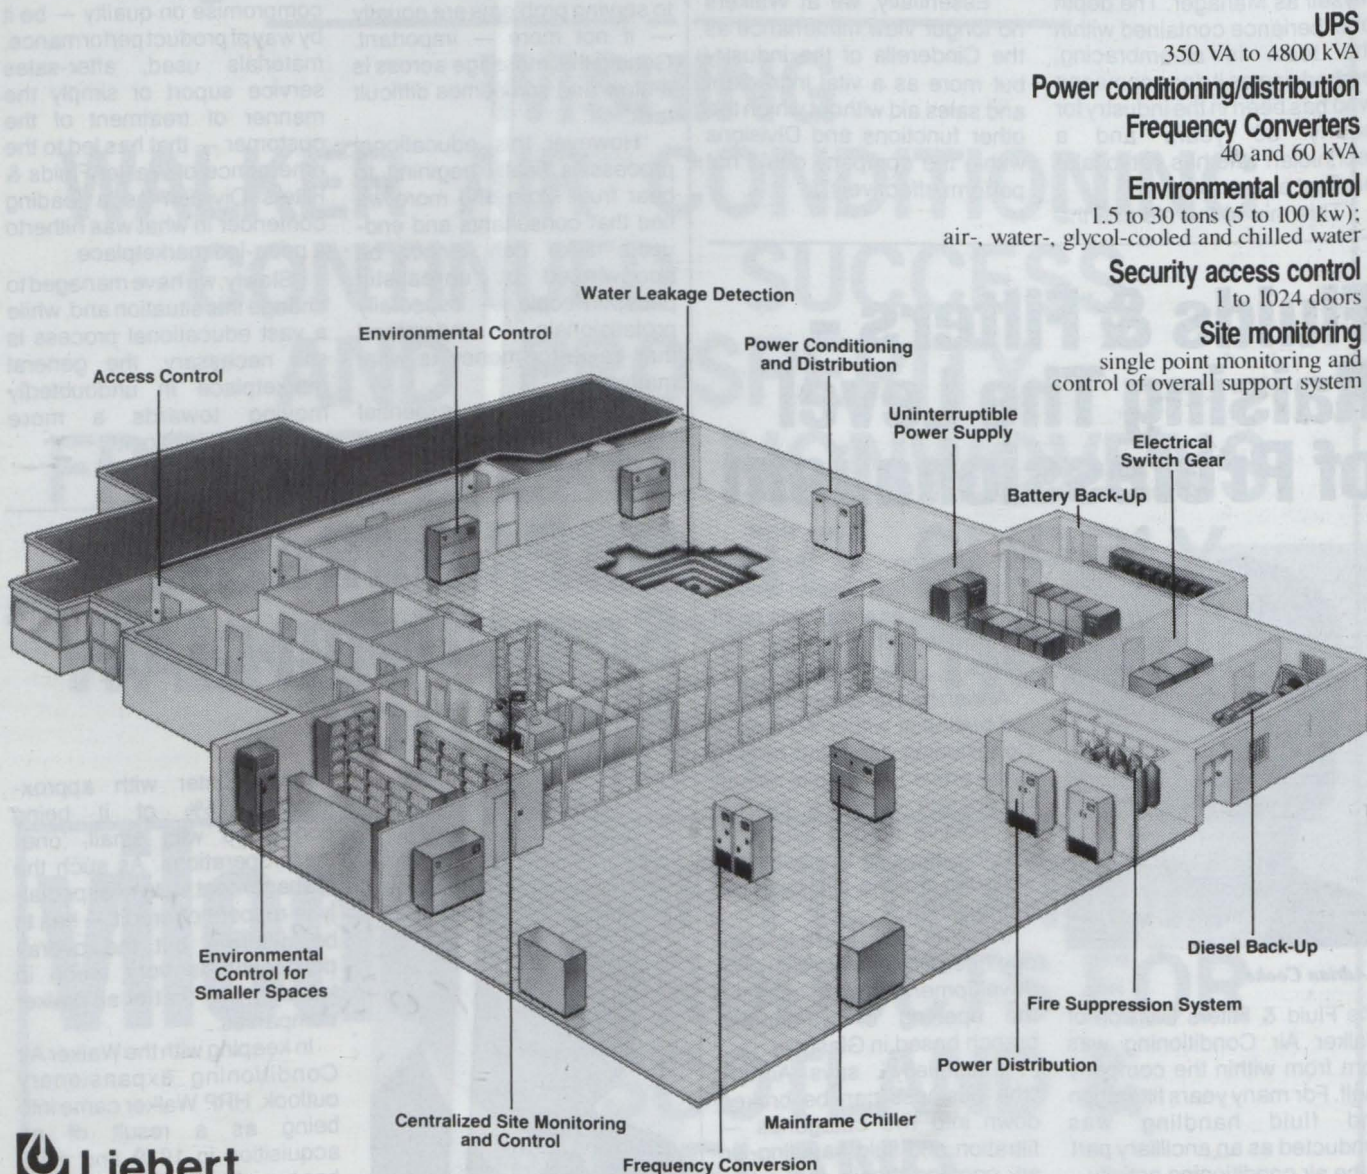 UPS
350 VA to 4800 kVA
Power conditioning/distribution
Frequency Converters
40 and 60 kVA
Environmental control
1.5 to 30 tons (5 to 100 kw);
air-, water-, glycol-cooled and chilled water
Security access control
1 to 1024 doors
Site monitoring
single point monitoring and
control of overall support system
Water Leakage Detection
Environmental Control
Access Control
Power Conditioning
and Distribution
Uninterruptible
Power Supply
Electrical
Switch Gear
Battery Back-Up
Environmental
Control for
Smaller Spaces
Diesel Back-Up
Fire Suppression System
Power Distribution
Mainframe Chiller
Centralized Site Monitoring
and Control
Frequency Conversion
Liebert